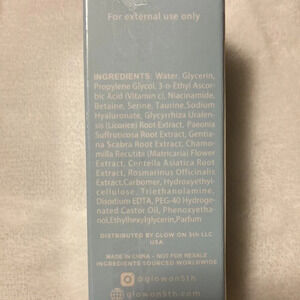 For external use only
INGREDIENTS: Water, Glycerin,
Propylene Glycol, 3-o-Ethyl Ascor-
bic Acid (Vitamin c), Niacinamide,
Betaine, Serine, Taurine,Sodium
Hyaluronate, Glycyrrhiza Uralen-
sis (Licorice) Root Extract, Paeonia
Suffruticosa Root Extract, Gentia-
na Scabra Root Extract, Chamo-
milla Recutita (Matricaria) Flower
Extract, Centella Asiatica Root
Extract, Rosmarinus Officinalis
Extract,Carbomer, Hydroxyethyl-
cellulose, Triethanolamine,
Disodium EDTA, PEG-40 Hydroge-
nated Castor Oil, Phenoxytha-
nol,Ethylhexylglycerin,Parfum
DISTRIBUTED BY GLOW ON 5th LLC
USA
MADE IN CHINA - NOT FOR RESALE
INGREDIENTS SOURCED WORLDWIDE
@glowon5th
glowon5th.com